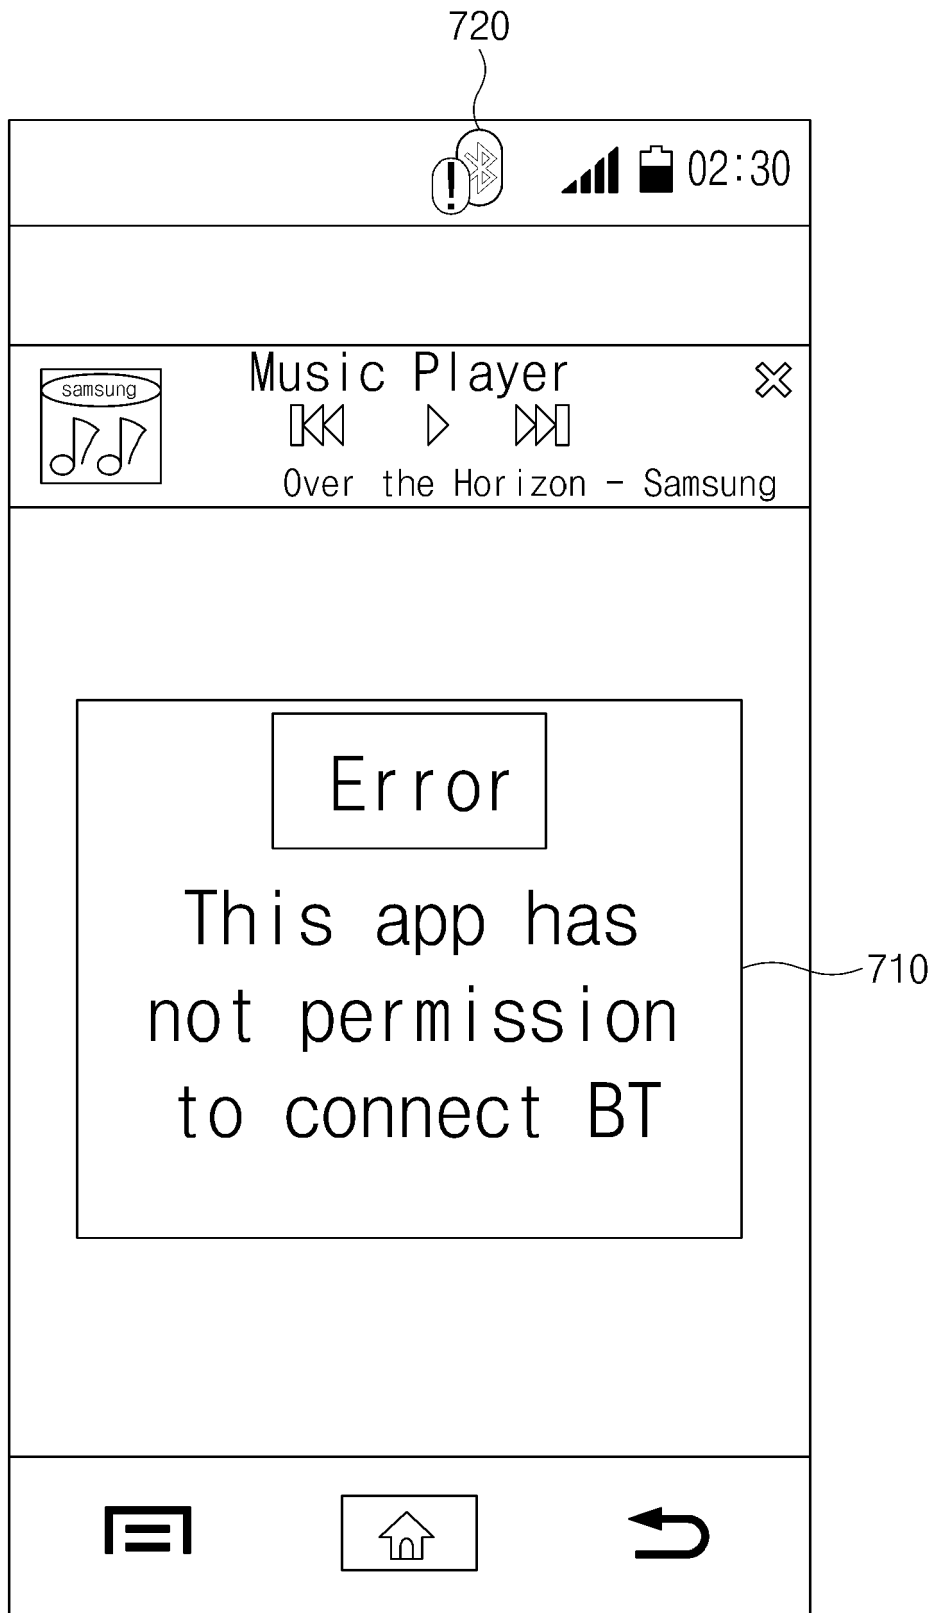 720
02:30
Music Player
samsung
Over the Horizon - Samsung
Error
This app has
not permission
to connect BT
710